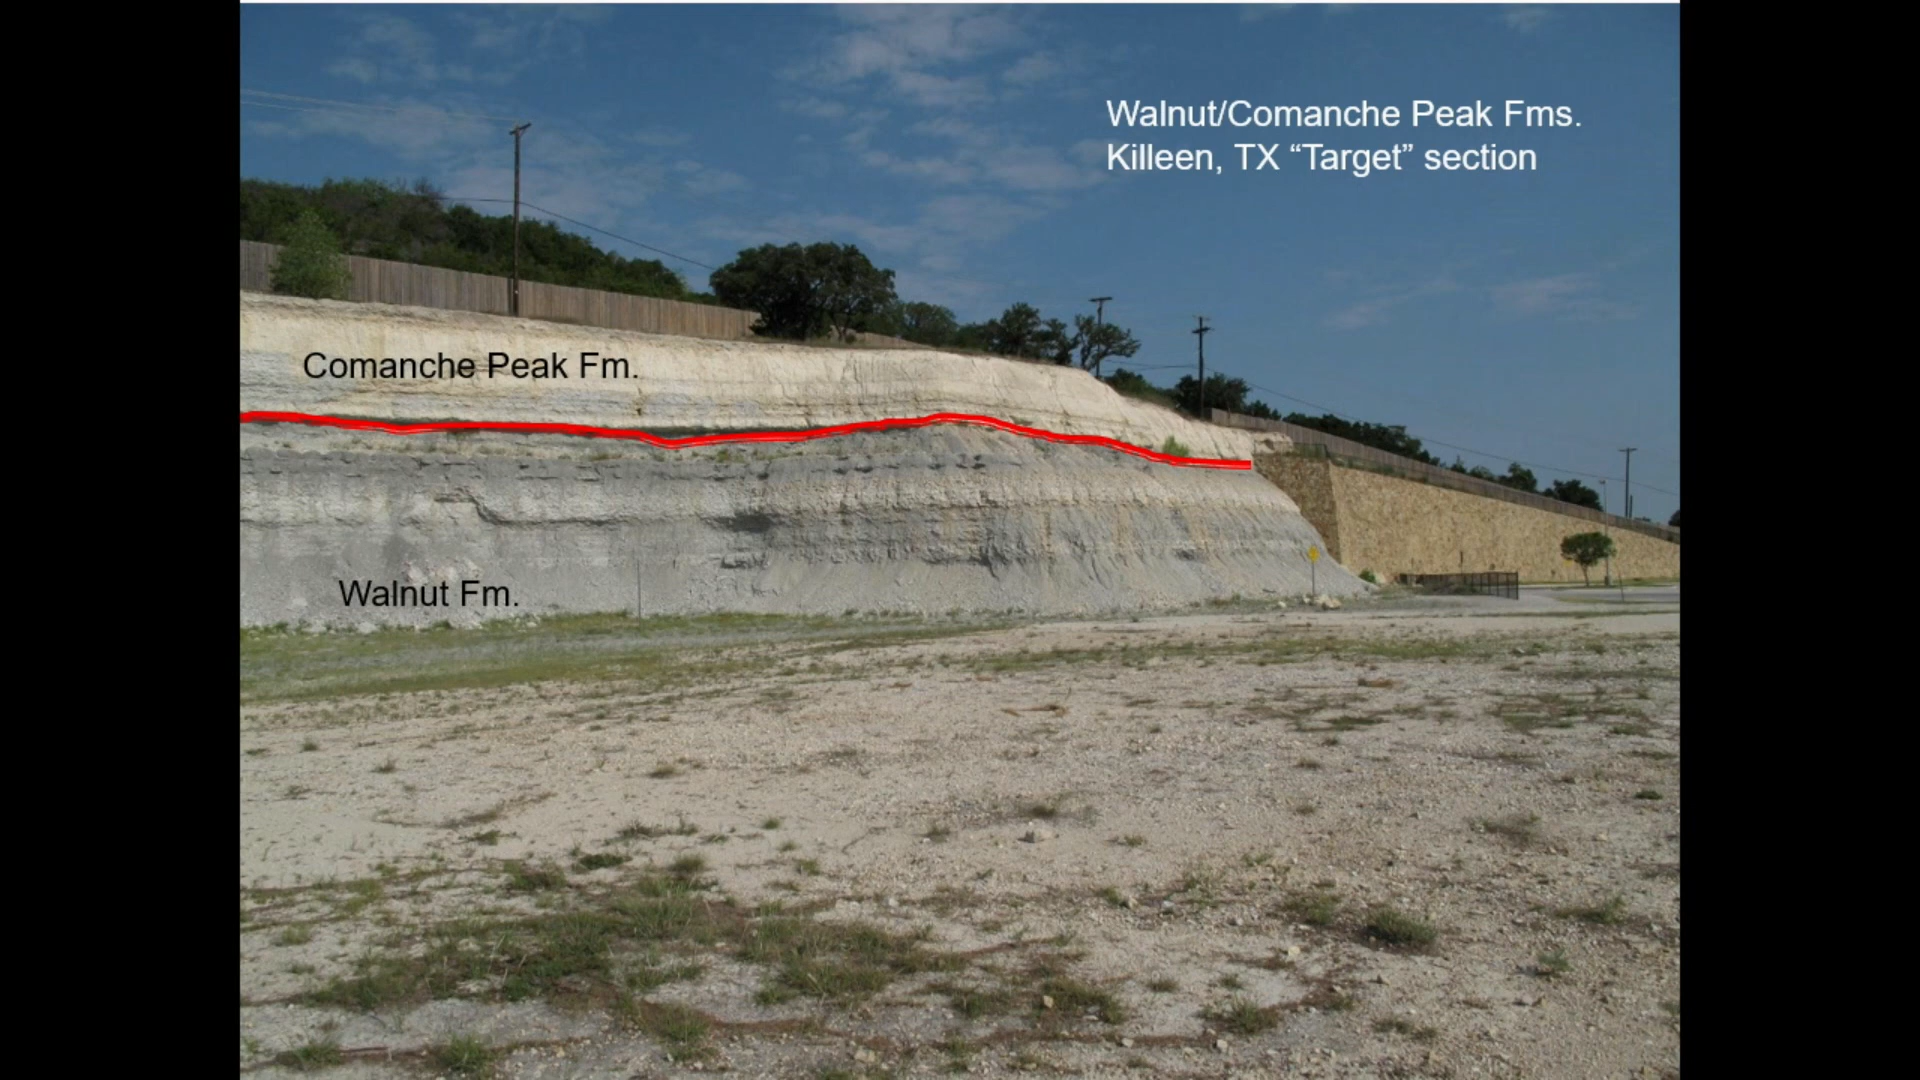 Walnut/Comanche Peak Fms.
Killeen, TX “Target” section
Comanche Peak Fm.
Walnut Fm.